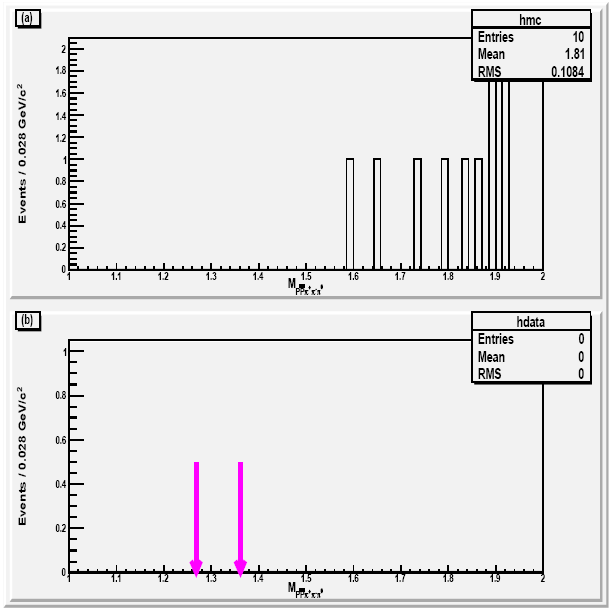 (a)
hmc
Entries 10
Mean 1.81
RMS 0.1084
Events / 0.028 GeV/c²
2
1.8
1.6
1.4
1.2
1
0.8
0.6
0.4
0.2
0
1 1.1 1.2 1.3 1.4 1.5 1.6 1.7 1.8 1.9 2
M
(b)
hdata
Entries 0
Mean 0
RMS 0
Events / 0.028 GeV/c²
1
0.8
0.6
0.4
0.2
0
1 1.1 1.2 1.3 1.4 1.5 1.6 1.7 1.8 1.9 2
M